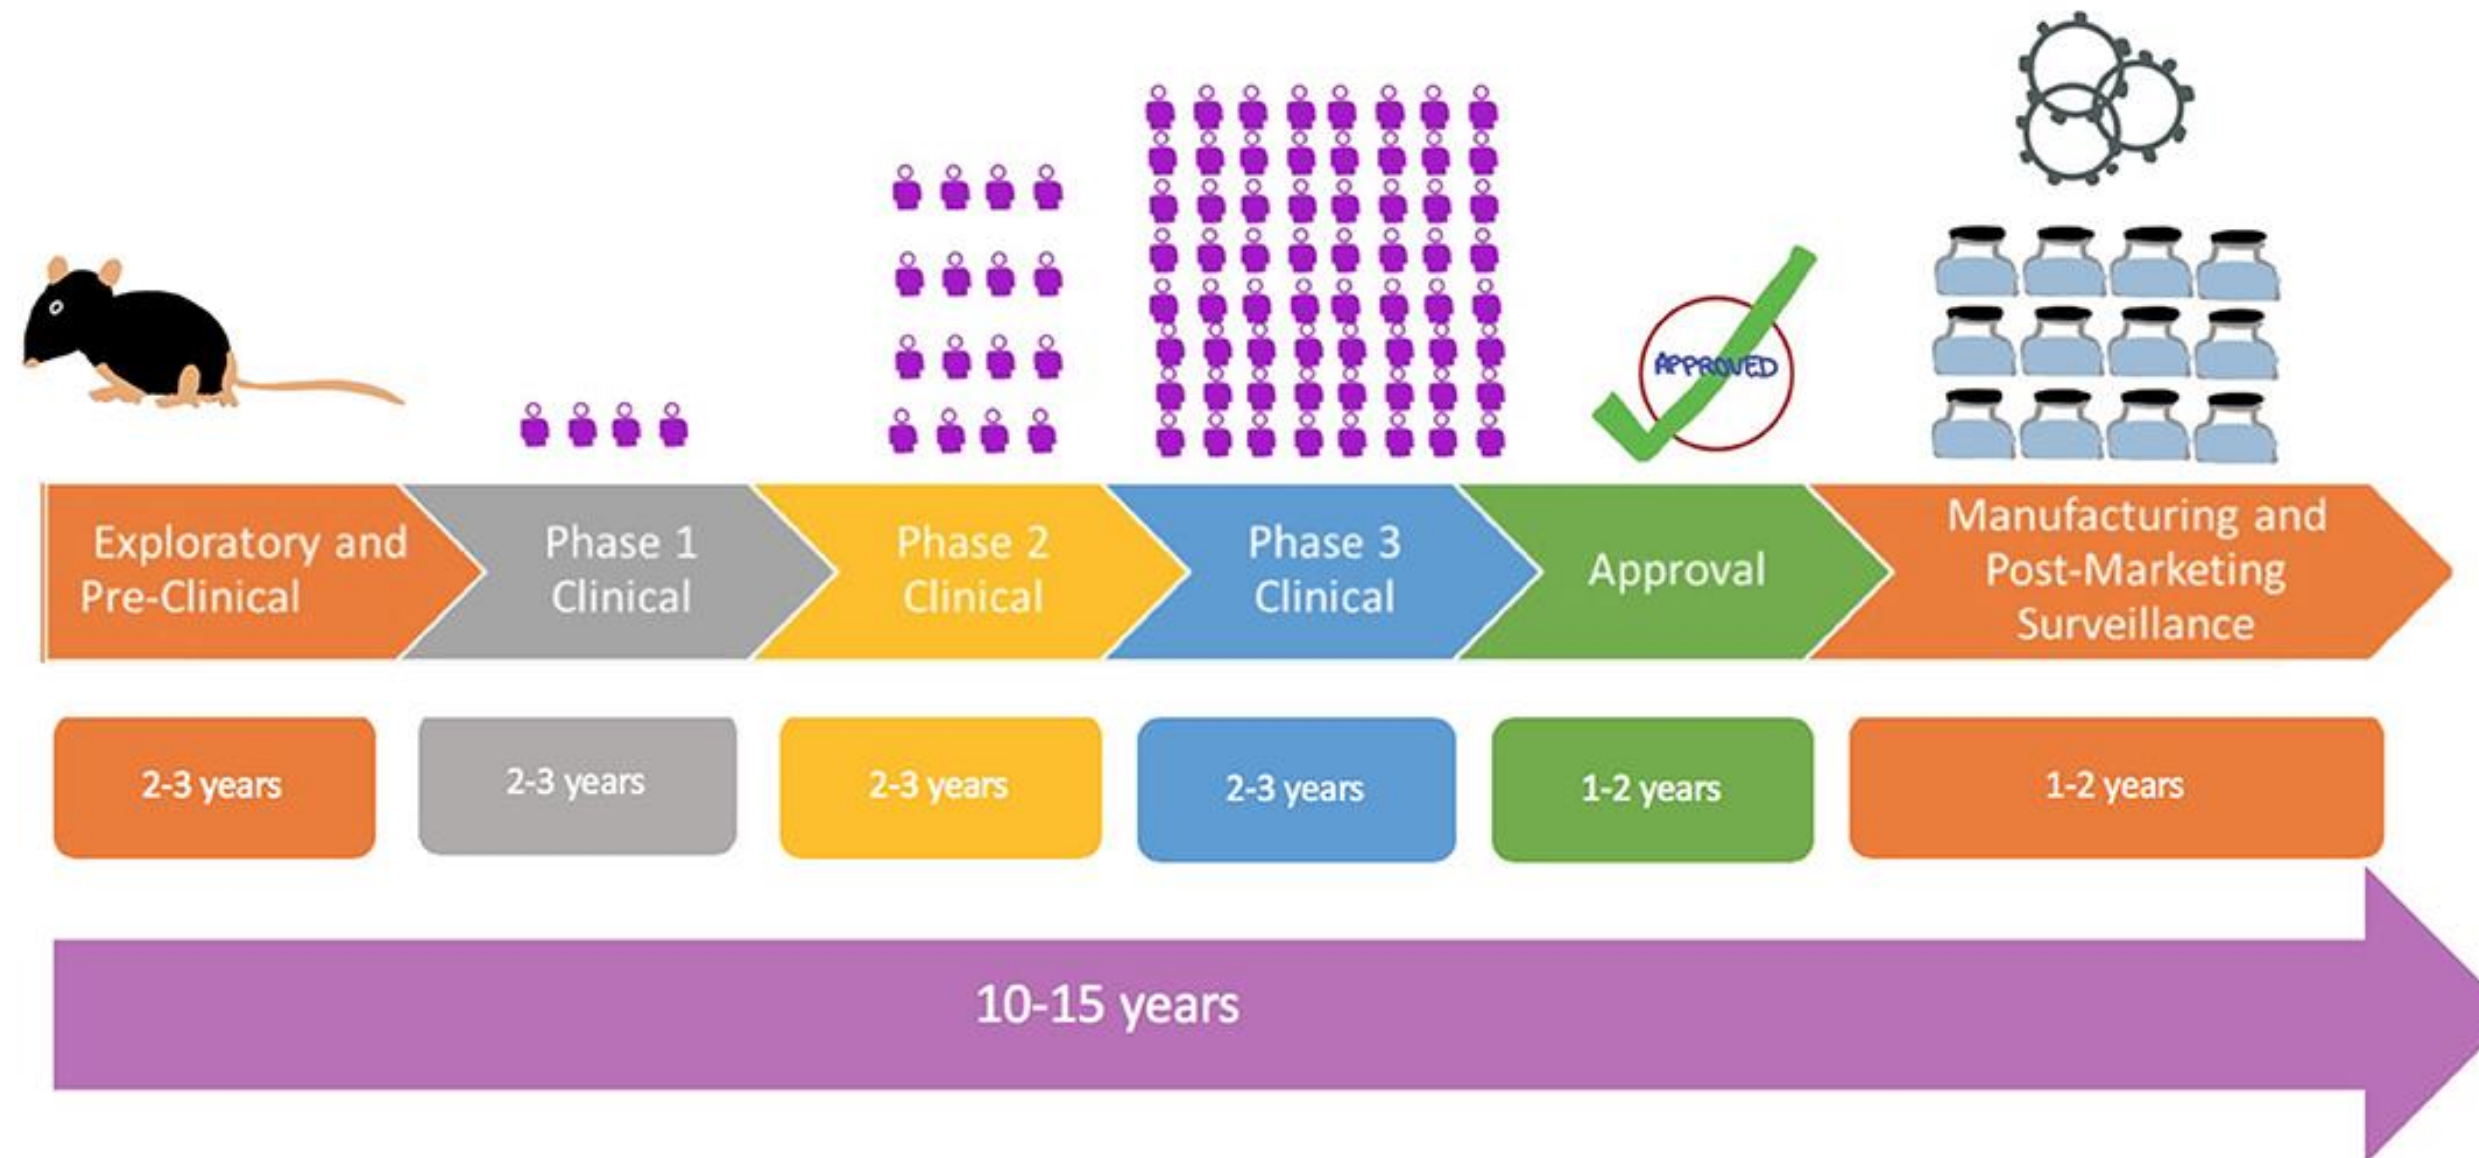 APPROVED
Exploratory and
Pre-Clinical
Phase 1
Clinical
Phase 2
Clinical
Phase 3
Clinical
Approval
Manufacturing and
Post-Marketing
Surveillance
2-3 years
2-3 years
2-3 years
2-3 years
1-2 years
1-2 years
10-15 years